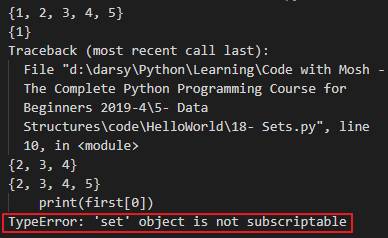 {1, 2, 3, 4, 5}
{1}
Traceback (most recent call last):
  File "d:\darsy\Python\Learning\Code with Mosh -
  The Complete Python Programming Course for
  Beginners 2019-4\5- Data
  Structures\code\HelloWorld\18- Sets.py", line
  10, in <module>
{2, 3, 4}
{2, 3, 4, 5}
    print(first[0])
TypeError: 'set' object is not subscriptable